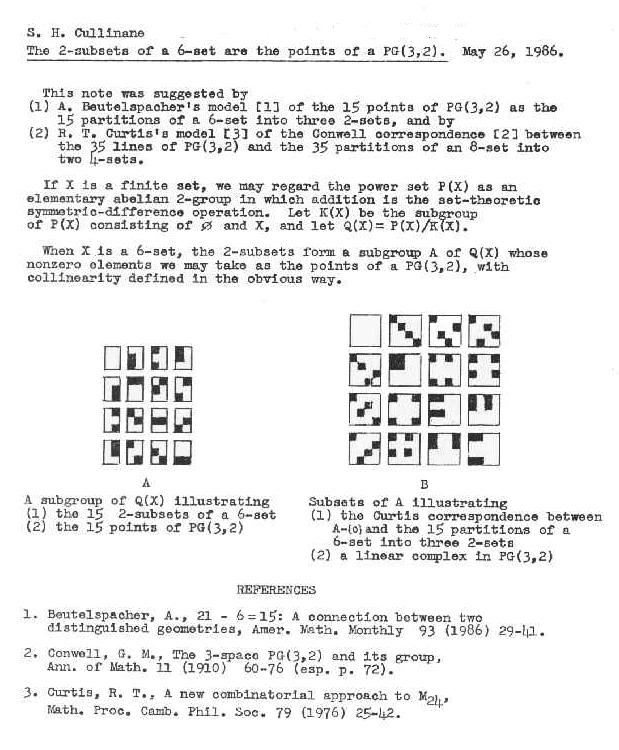 S. H. Cullinane
The 2-subsets of a 6-set are the points of a PG(3,2). May 26, 1986.
This note was suggested by
(1) A. Beutelspacher's model [1] of the 15 points of PG(3,2) as the
15 partitions of a 6-set into three 2-sets, and by
(2) R. T. Curtis's model [3] of the Conwell correspondence [2] between
the 35 lines of PG(3,2) and the 35 partitions of an 8-set into
two 4-sets.
If X is a finite set, we may regard the power set P(X) as an
elementary abelian 2-group in which addition is the set-theoretic
symmetric-difference operation. Let K(X) be the subgroup
of P(X) consisting of ø and X, and let Q(X)= P(X)/K(X).
When X is a 6-set, the 2-subsets form a subgroup A of Q(X) whose
nonzero elements we may take as the points of a PG(3,2), with
collinearity defined in the obvious way.
A
A subgroup of Q(X) illustrating
(1) the 15 2-subsets of a 6-set
(2) the 15 points of PG(3,2)
B
Subsets of A illustrating
(1) the Curtis correspondence between
A-{0} and the 15 partitions of a
6-set into three 2-sets
(2) a linear complex in PG(3,2)
REFERENCES
1. Beutelspacher, A., 21 - 6 = 15: A connection between two
distinguished geometries, Amer. Math. Monthly 93 (1986) 29-41.
2. Conwell, G. M., The 3-space PG(3,2) and its group,
Ann. of Math. 11 (1910) 60-76 (esp. p. 72).
3. Curtis, R. T., A new combinatorial approach to M24,
Math. Proc. Camb. Phil. Soc. 79 (1976) 25-42.